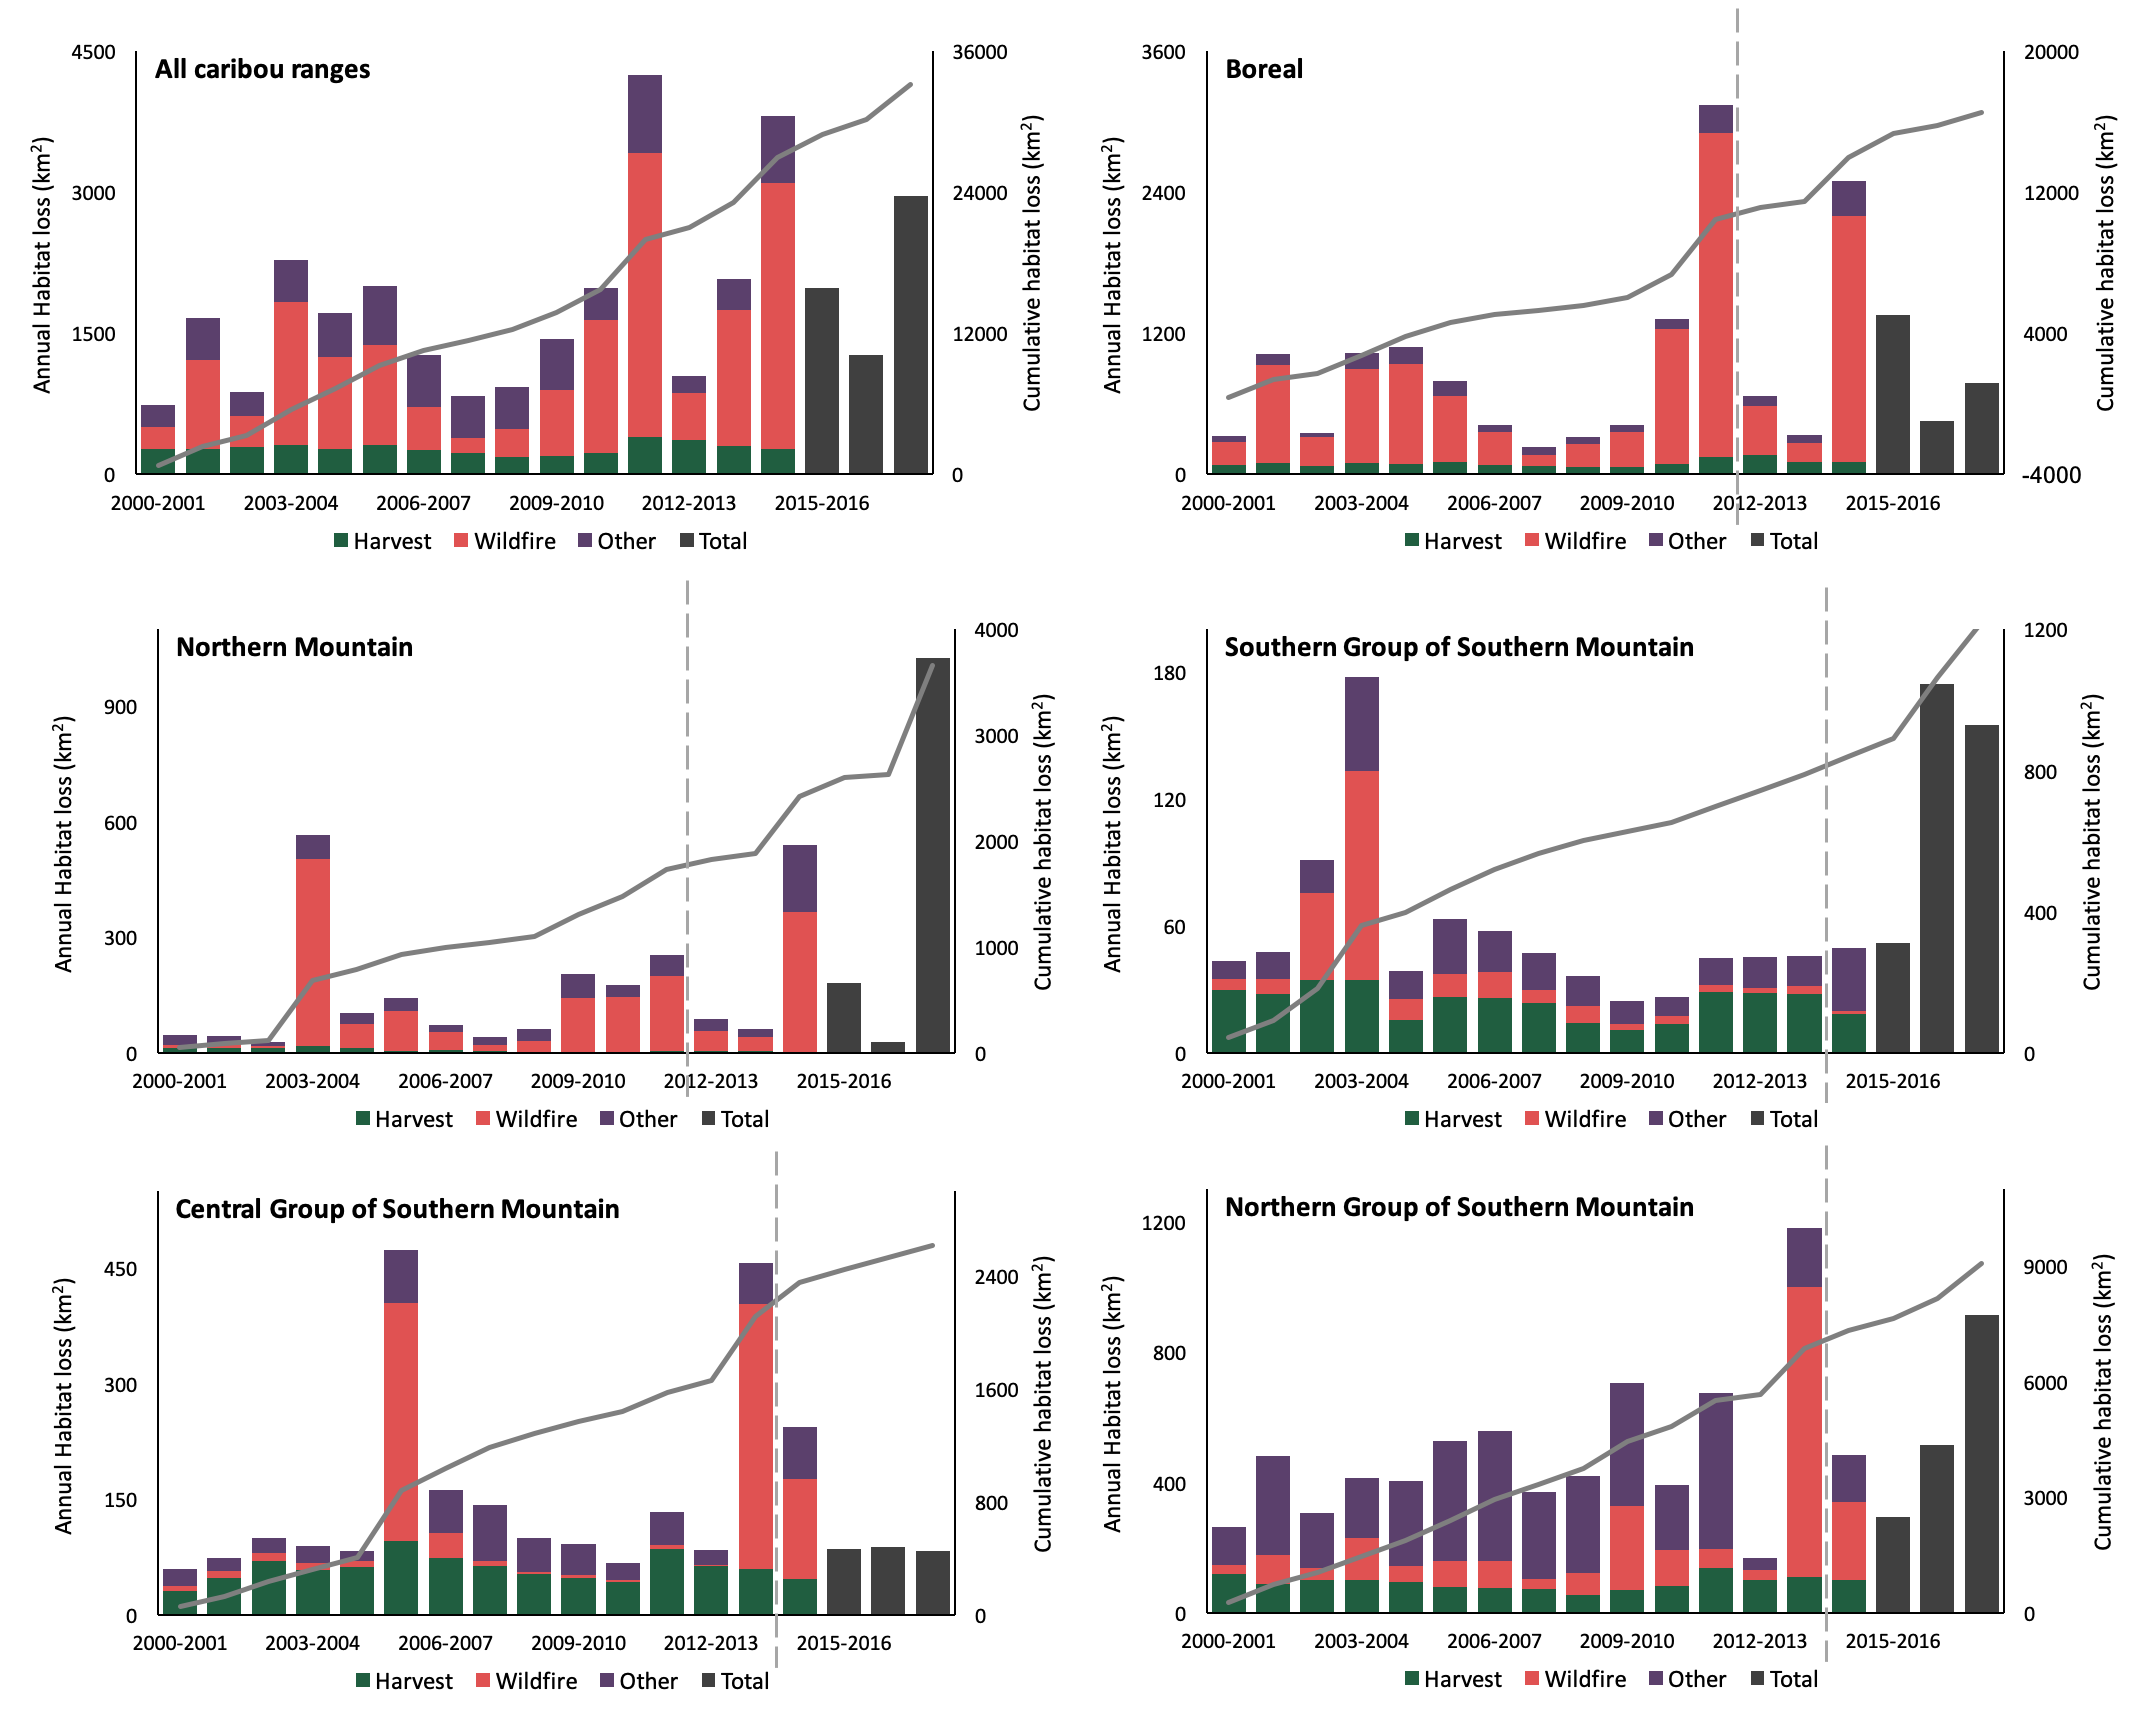 All caribou ranges
4500
3000
1500
0
Annual Habitat loss (km²)
36000
24000
12000
0
Cumulative habitat loss (km²)
2000-2001 2003-2004 2006-2007 2009-2010 2012-2013 2015-2016
Harvest Wildfire Other Total
Boreal
3600
2400
1200
0
Annual Habitat loss (km²)
20000
12000
4000
-4000
Cumulative habitat loss (km²)
2000-2001 2003-2004 2006-2007 2009-2010 2012-2013 2015-2016
Harvest Wildfire Other Total
Northern Mountain
900
600
300
0
Annual Habitat loss (km²)
4000
3000
2000
1000
0
Cumulative habitat loss (km²)
2000-2001 2003-2004 2006-2007 2009-2010 2012-2013 2015-2016
Harvest Wildfire Other Total
Southern Group of Southern Mountain
180
120
60
0
Annual Habitat loss (km²)
1200
800
400
0
Cumulative habitat loss (km²)
2000-2001 2003-2004 2006-2007 2009-2010 2012-2013 2015-2016
Harvest Wildfire Other Total
Central Group of Southern Mountain
450
300
150
0
Annual Habitat loss (km²)
2400
1600
800
0
Cumulative habitat loss (km²)
2000-2001 2003-2004 2006-2007 2009-2010 2012-2013 2015-2016
Harvest Wildfire Other Total
Northern Group of Southern Mountain
1200
800
400
0
Annual Habitat loss (km²)
9000
6000
3000
0
Cumulative habitat loss (km²)
2000-2001 2003-2004 2006-2007 2009-2010 2012-2013 2015-2016
Harvest Wildfire Other Total